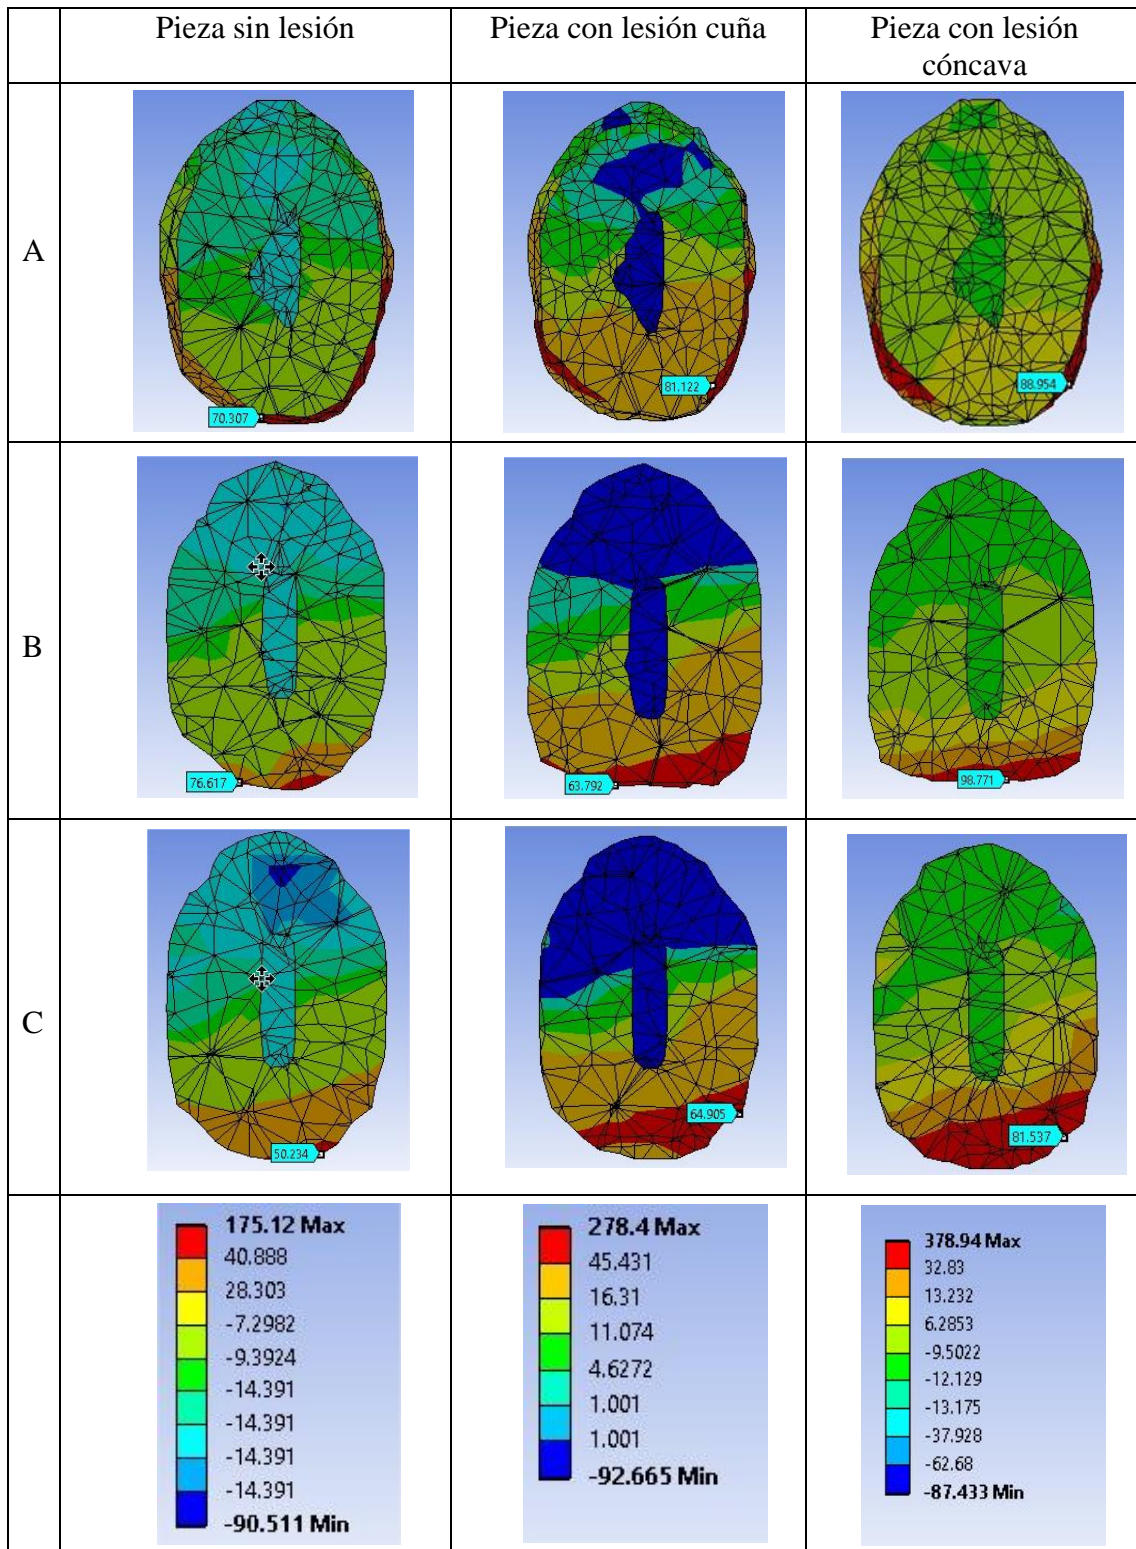 Pieza sin lesión
Pieza con lesión cuña
Pieza con lesión
cóncava
A
70.307
81.122
88.954
B
76.617
63.792
98.771
C
50.234
64.905
81.537
175.12 Max
40.888
28.303
-7.2982
-9.3924
-14.391
-14.391
-14.391
-14.391
-90.511 Min
278.4 Max
45.431
16.31
11.074
4.6272
1.001
1.001
-92.665 Min
378.94 Max
32.83
13.232
6.2853
-9.5022
-12.129
-13.175
-37.928
-62.68
-87.433 Min